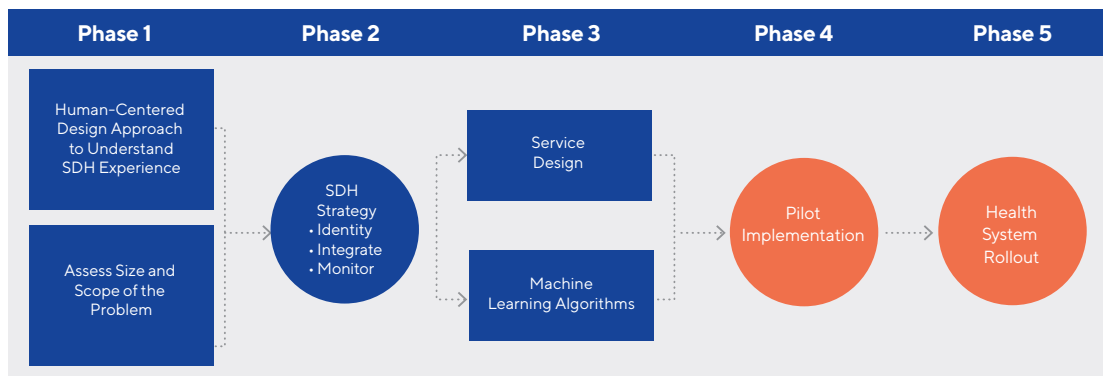 Phase 1
Phase 2
Phase 3
Phase 4
Phase 5
Human-Centered
Design Approach
to Understand
SDH Experience
Assess Size and
Scope of the
Problem
SDH
Strategy
• Identity
• Integrate
• Monitor
Service
Design
Machine
Learning Algorithms
Pilot
Implementation
Health
System
Rollout